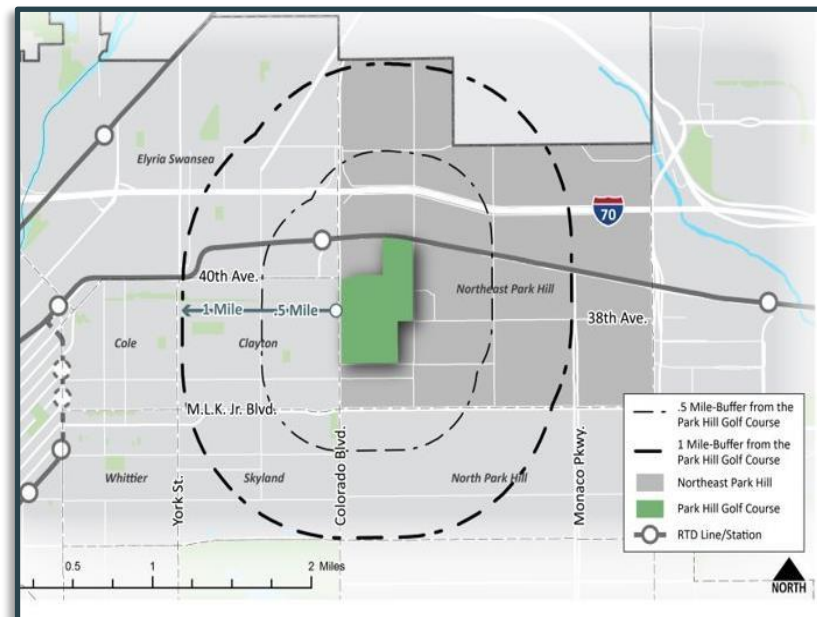 Elyria Swansea
70
40th Ave.
Northeast Park Hill
1 Mile
.5 Mile
38th Ave.
Cole
Clayton
M.L.K. Jr. Blvd.
Whittier
Skyland
North Park Hill
York St.
Colorado Blvd.
Monaco Pkwy.
.5 Mile-Buffer from the
Park Hill Golf Course
1 Mile-Buffer from the
Park Hill Golf Course
Northeast Park Hill
Park Hill Golf Course
RTD Line/Station
0.5
1
2 Miles
NORTH